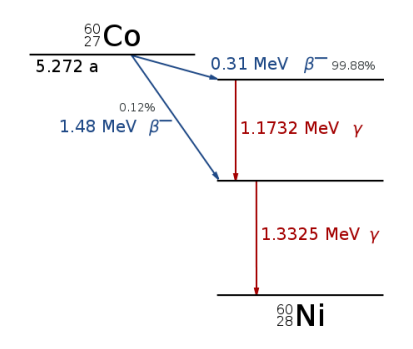 60
27Co
5.272 a
0.31 MeV β− 99.88%
0.12%
1.48 MeV β−
1.1732 MeV γ
1.3325 MeV γ
60
28Ni